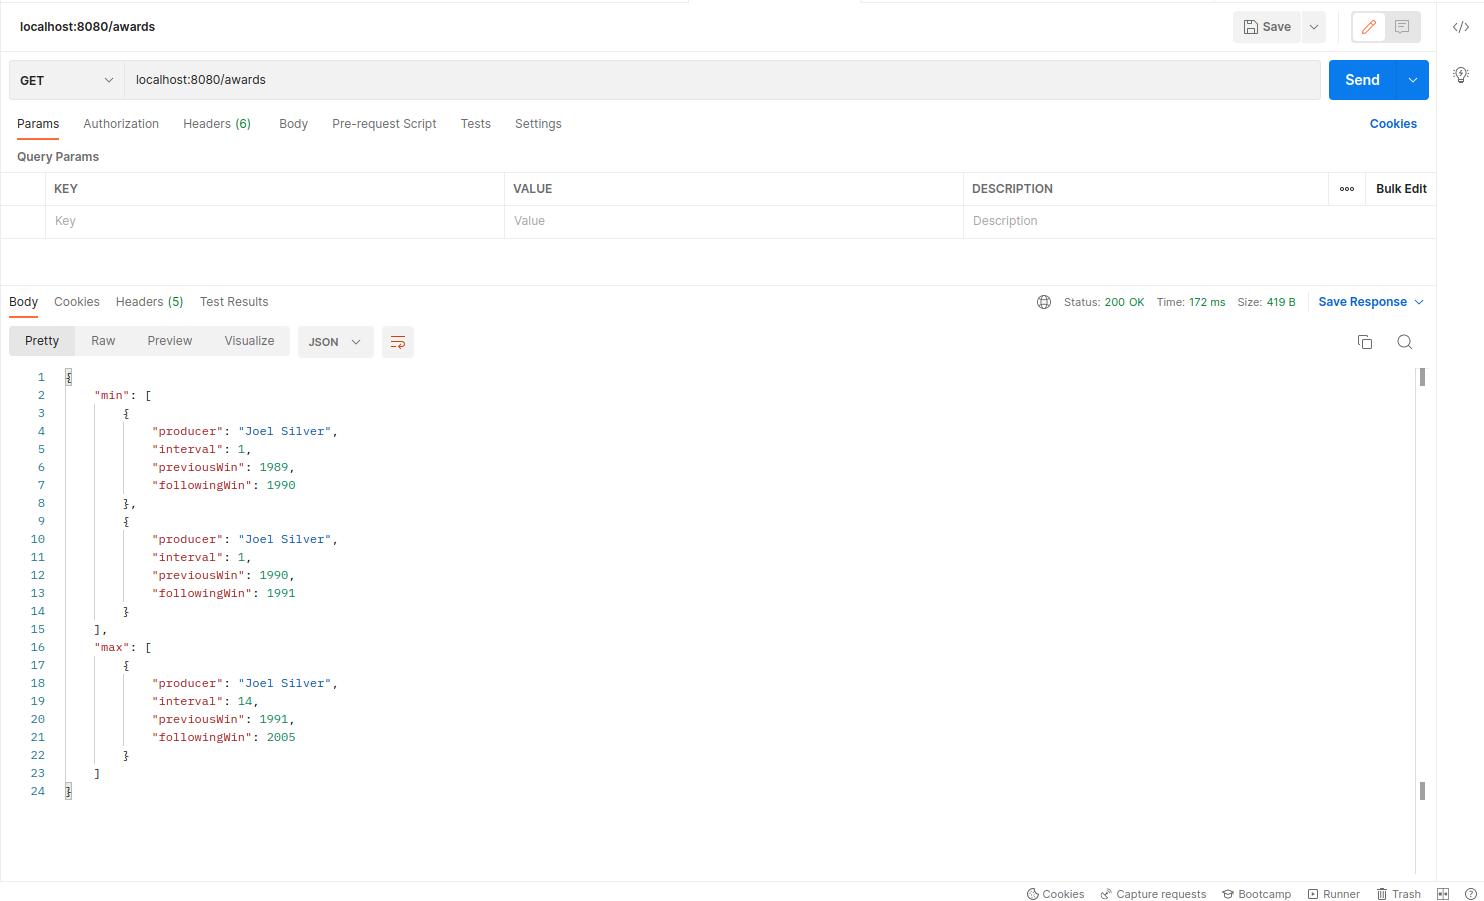 localhost:8080/awards
Save
GET localhost:8080/awards Send
Params Authorization Headers (6) Body Pre-request Script Tests Settings Cookies
Query Params
KEY VALUE DESCRIPTION Bulk Edit
Key Value Description
Body Cookies Headers (5) Test Results Status: 200 OK Time: 172 ms Size: 419 B Save Response
Pretty Raw Preview Visualize JSON
1 {
2 "min": [
3 {
4 "producer": "Joel Silver",
5 "interval": 1,
6 "previousWin": 1989,
7 "followingWin": 1990
8 },
9 {
10 "producer": "Joel Silver",
11 "interval": 1,
12 "previousWin": 1990,
13 "followingWin": 1991
14 }
15 ],
16 "max": [
17 {
18 "producer": "Joel Silver",
19 "interval": 14,
20 "previousWin": 1991,
21 "followingWin": 2005
22 }
23 ]
24 }
Cookies Capture requests Bootcamp Runner Trash